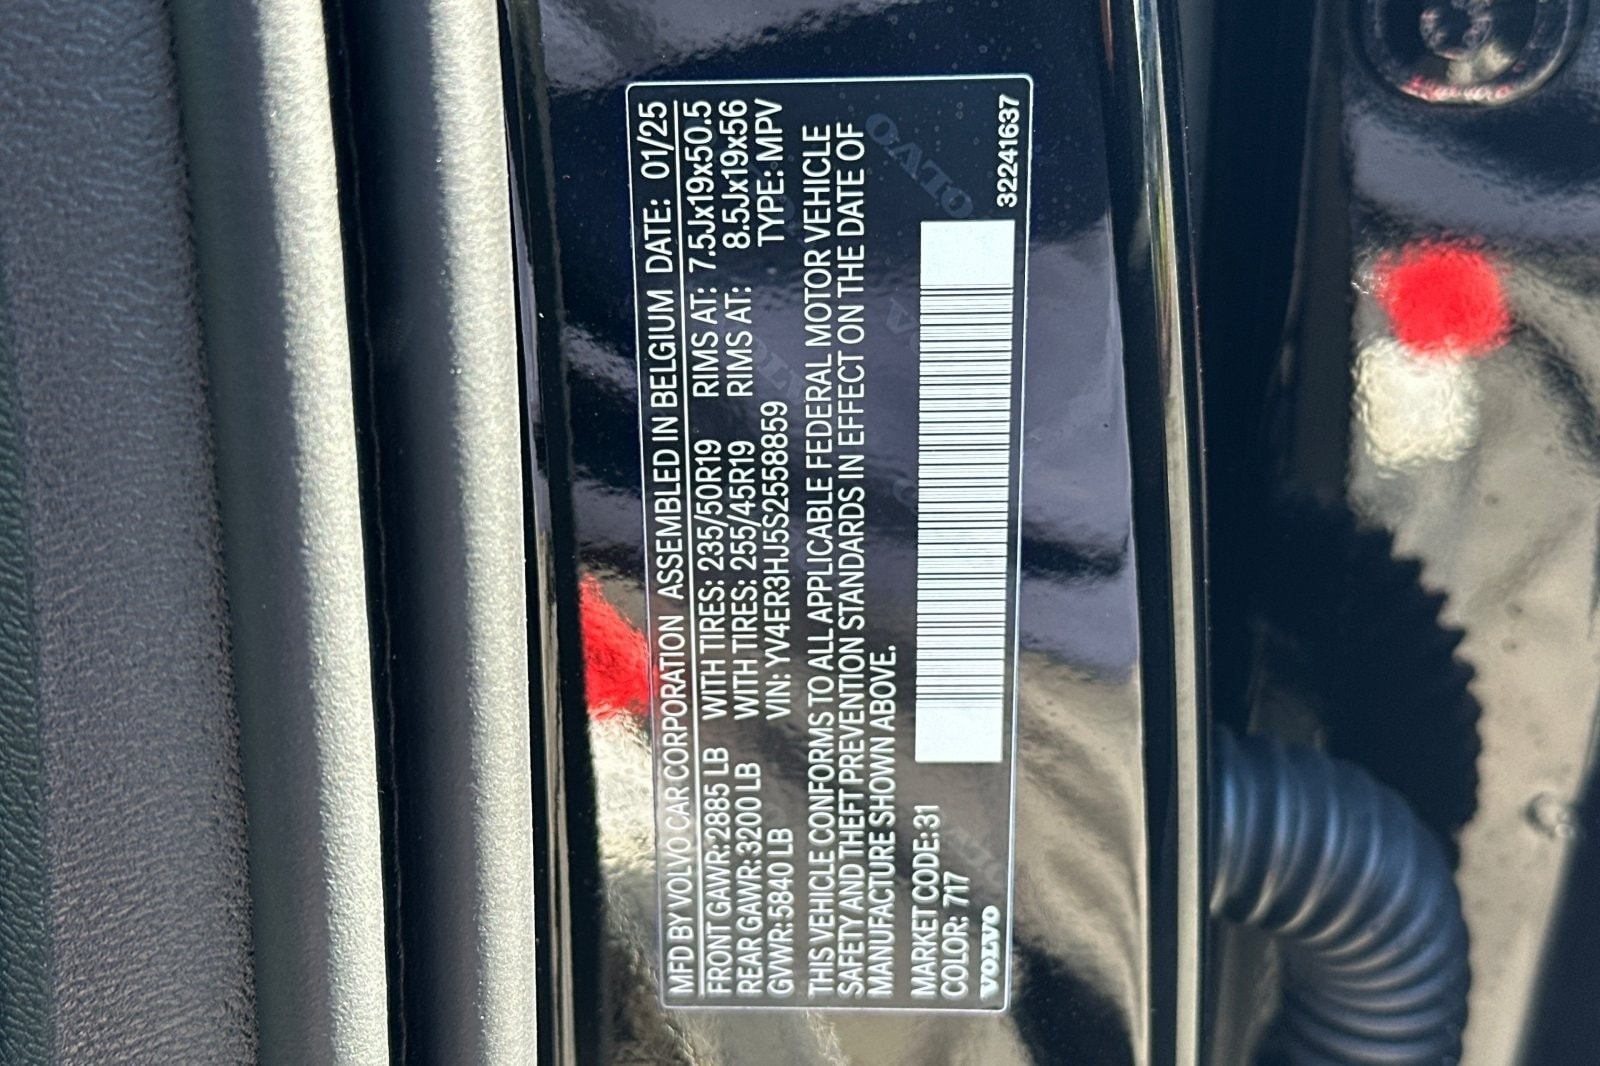 MFD BY VOLVO CAR CORPORATION ASSEMBLED IN BELGIUM DATE: 01/25
FRONT GAWR:2885 LB WITH TIRES: 235/50R19 RIMS AT: 7.5Jx19x50.5
REAR GAWR:3200 LB WITH TIRES: 255/45R19 RIMS AT: 8.5Jx19x56
GVWR:5840 LB VIN: YV4ER3HJ5S2558859 TYPE: MPV
THIS VEHICLE CONFORMS TO ALL APPLICABLE FEDERAL MOTOR VEHICLE
SAFETY AND THEFT PREVENTION STANDARDS IN EFFECT ON THE DATE OF
MANUFACTURE SHOWN ABOVE.
MARKET CODE:31
COLOR: 717
VOLVO
32241637